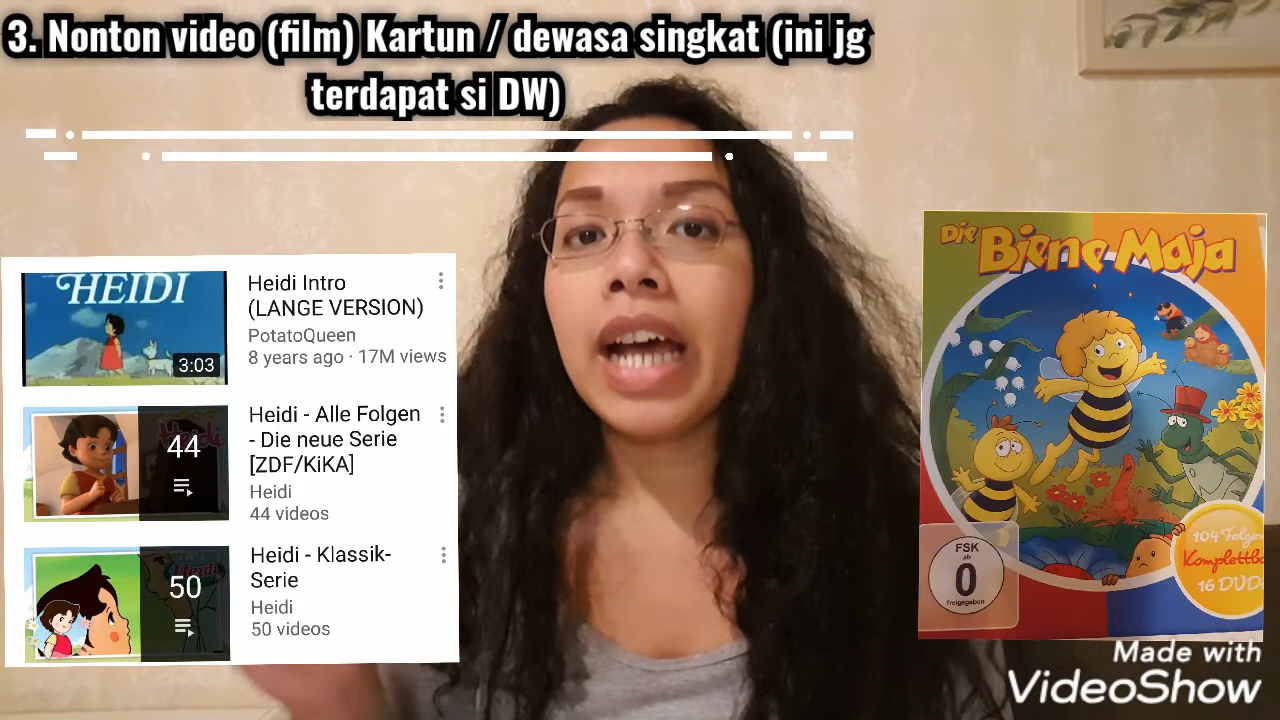 3. Nonton video (film) Kartun / dewasa singkat (ini jg
terdapat si DW)
HEIDI
3:03
Heidi Intro
(LANGE VERSION)
PotatoQueen
8 years ago · 17M views
44
Heidi - Alle Folgen
- Die neue Serie
[ZDF/KiKA]
Heidi
44 videos
Heidi
50
Heidi - Klassik-
Serie
Heidi
50 videos
Die
Biene Maja
FSK
ab
0
freigegeben
104 Folgen
Komplettbo
16 DVD
Made with
VideoShow